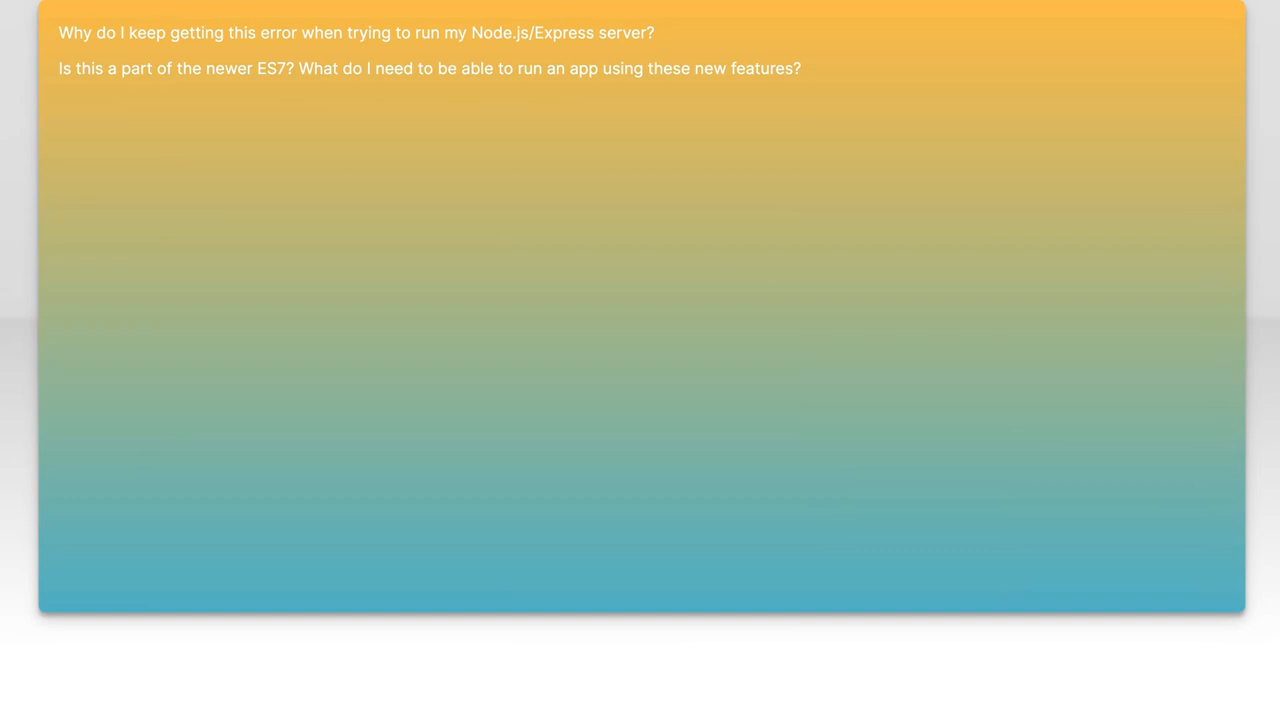 Why do I keep getting this error when trying to run my Node.js/Express server?
Is this a part of the newer ES7? What do I need to be able to run an app using these new features?